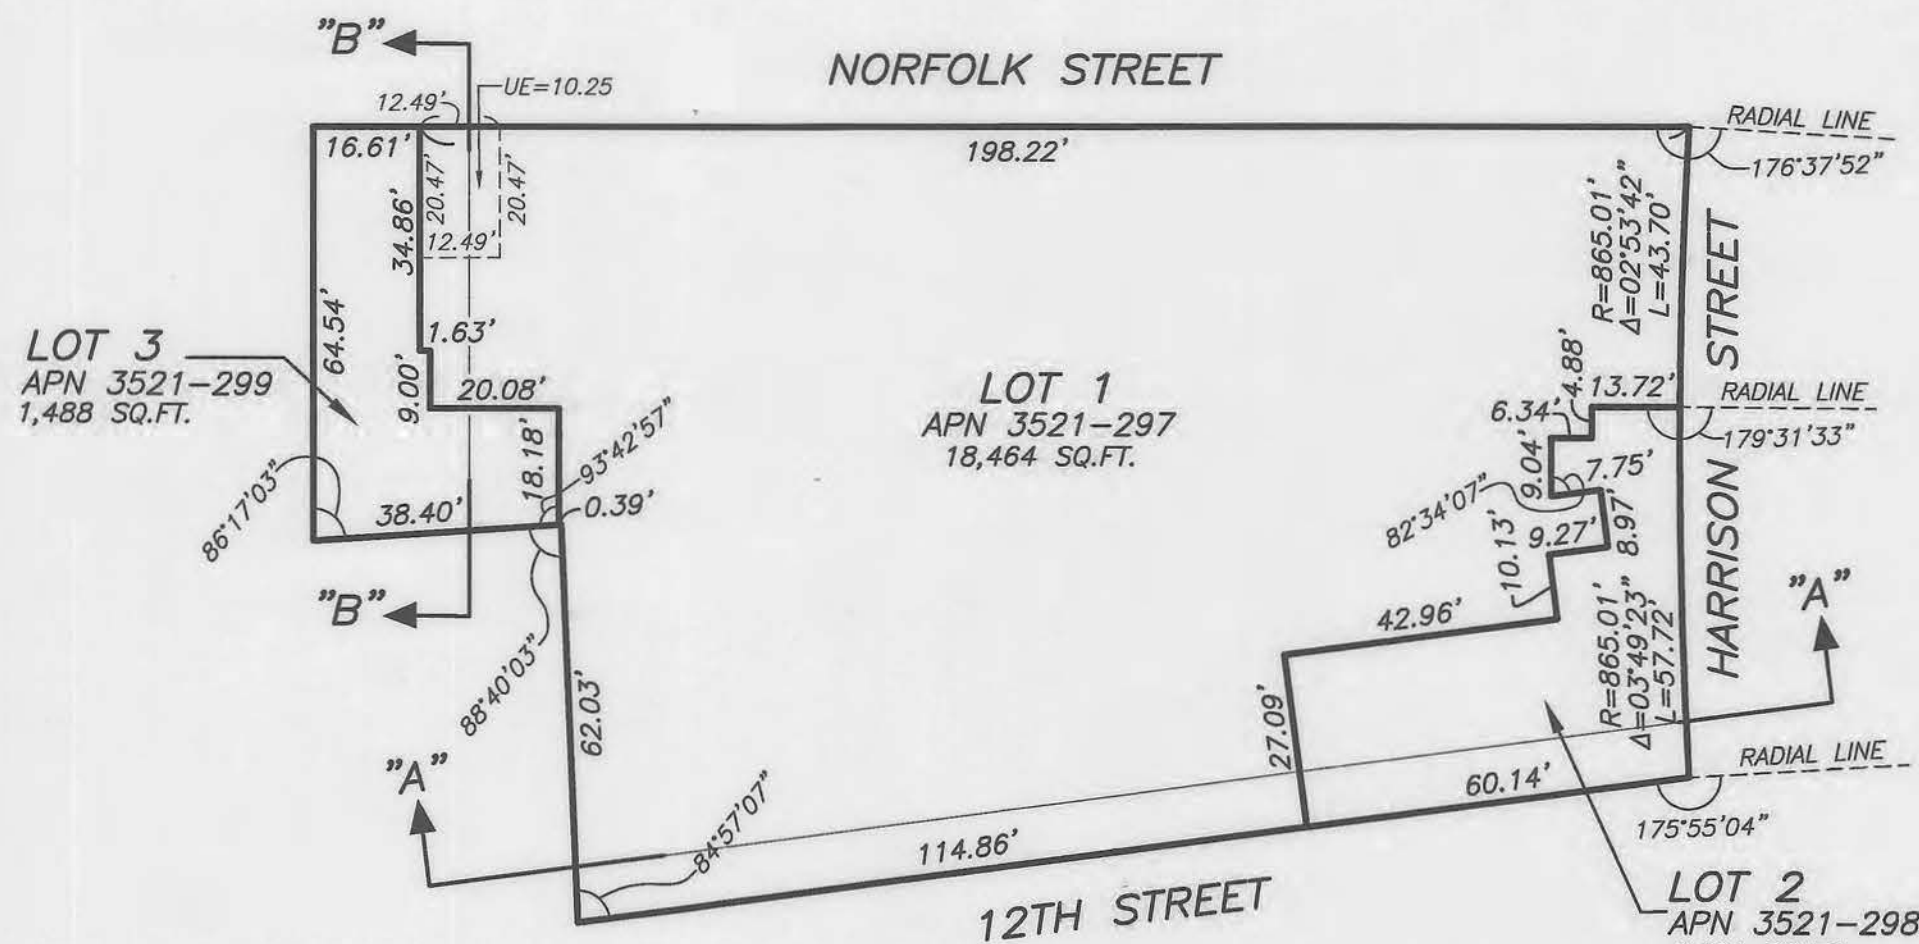 "B"
NORFOLK STREET
UE=10.25
12.49'
RADIAL LINE
16.61'
198.22'
176°37'52"
20.47'
20.47'
34.86'
12.49'
R=865.01'
Δ=02°53'42"
L=43.70'
HARRISON STREET
64.54'
1.63'
LOT 3
APN 3521-299
1,488 SQ.FT.
9.00'
20.08'
LOT 1
APN 3521-297
18,464 SQ.FT.
4.88'
13.72'
RADIAL LINE
6.34'
179°31'33"
93°42'57"
18.18'
9.04'
7.75'
86°17'03"
38.40'
0.39'
82°34'07"
10.13'
9.27'
8.97'
"B"
"A"
42.96'
R=865.01'
Δ=03°49'23"
L=57.72'
88°40'03"
62.03'
27.09'
"A"
RADIAL LINE
60.14'
84°57'07"
175°55'04"
114.86'
12TH STREET
LOT 2
APN 3521-298